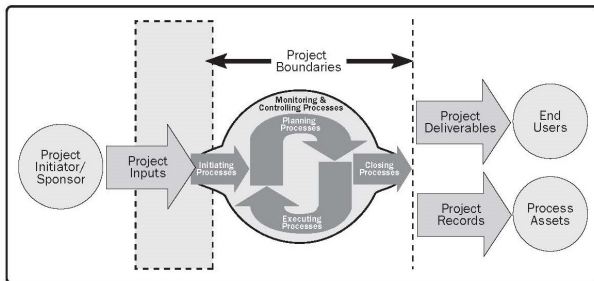 Project
Boundaries
Monitoring &
Controlling Processes
Planning
Processes
Project
Initiator/
Sponsor
Project
Inputs
Initiating
Processes
Closing
Processes
Executing
Processes
Project
Deliverables
End
Users
Project
Records
Process
Assets